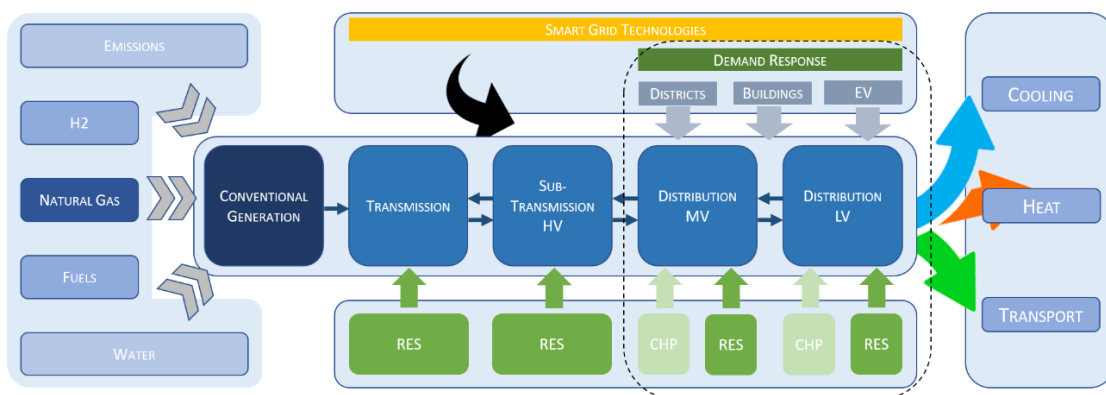 Emissions
H2
Natural Gas
Fuels
Water
Smart Grid Technologies
Demand Response
Districts
Buildings
EV
Conventional
Generation
Transmission
Sub-
Transmission
HV
Distribution
MV
Distribution
LV
RES
RES
CHP
RES
CHP
RES
Cooling
Heat
Transport